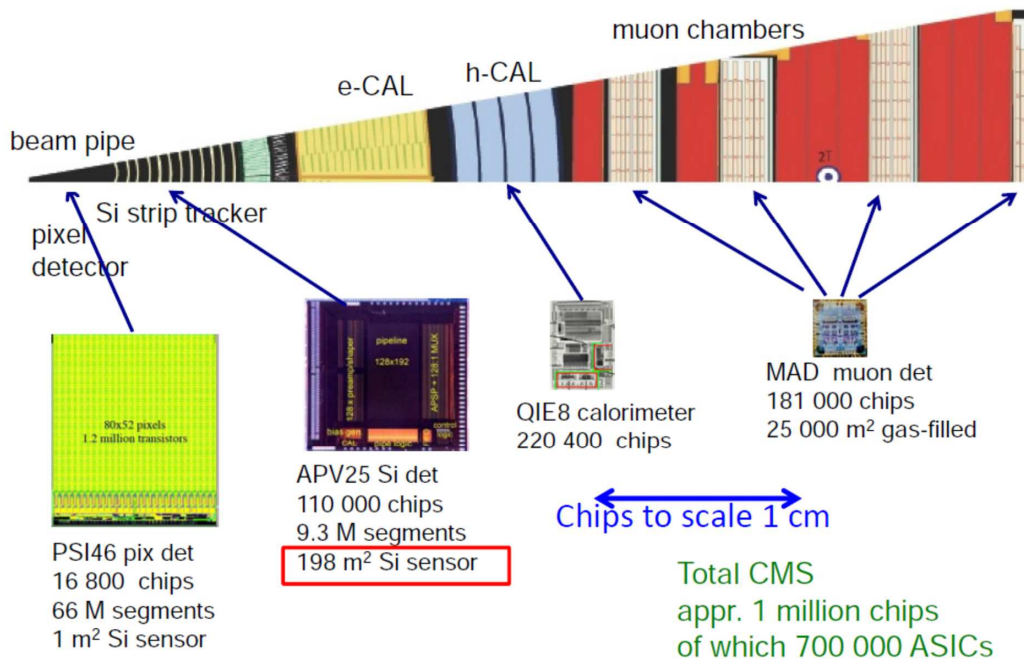 muon chambers
h-CAL
e-CAL
beam pipe
2T
Si strip tracker
pixel
detector
80x52 pixels
1.2 million transistors
128 x preamp/shaper
pipeline
128x192
APSP + 128:1 MUX
bias gen
CAL
pipe logic
control
logic
PSI46 pix det
16 800 chips
66 M segments
1 m² Si sensor
APV25 Si det
110 000 chips
9.3 M segments
198 m² Si sensor
QIE8 calorimeter
220 400 chips
MAD muon det
181 000 chips
25 000 m² gas-filled
Chips to scale 1 cm
Total CMS
appr. 1 million chips
of which 700 000 ASICs